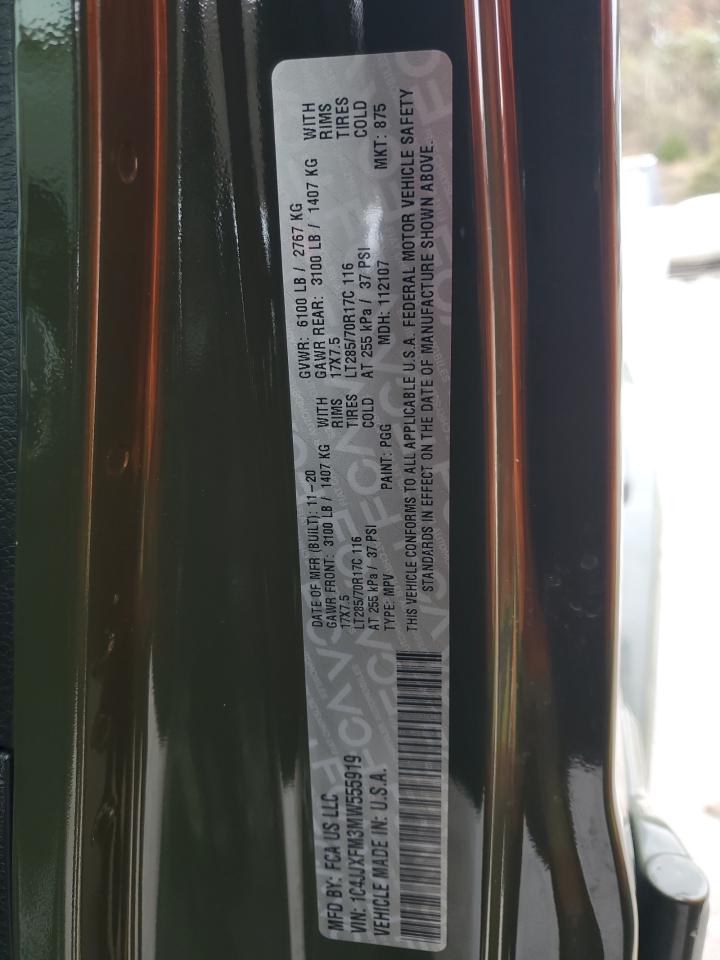 MFD BY: FCA US LLC
VIN: 1C4JJXFM3MW555919
VEHICLE MADE IN: U.S.A.
DATE OF MFR (BUILT): 11-20
GAWR FRONT: 3100 LB / 1407 KG WITH
17X7.5 RIMS
LT285/70R17C 116 TIRES
AT 255 kPa / 37 PSI COLD
TYPE: MPV PAINT: PGG
GVWR: 6100 LB / 2767 KG
GAWR REAR: 3100 LB / 1407 KG WITH
17X7.5 RIMS
LT285/70R17C 116 TIRES
AT 255 kPa / 37 PSI COLD
MDH: 112107 MKT: 875
THIS VEHICLE CONFORMS TO ALL APPLICABLE U.S.A. FEDERAL MOTOR VEHICLE SAFETY
STANDARDS IN EFFECT ON THE DATE OF MANUFACTURE SHOWN ABOVE.